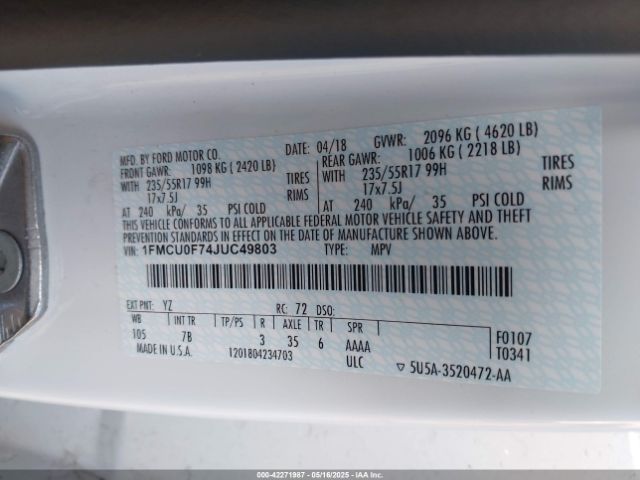 MFD. BY FORD MOTOR CO. DATE: 04/18 GVWR: 2096 KG ( 4620 LB)
FRONT GAWR: 1098 KG ( 2420 LB) REAR GAWR: 1006 KG ( 2218 LB)
WITH 235/55R17 99H TIRES WITH 235/55R17 99H TIRES
17x7.5J RIMS 17x7.5J RIMS
AT 240 kPa/ 35 PSI COLD AT 240 kPa/ 35 PSI COLD
THIS VEHICLE CONFORMS TO ALL APPLICABLE FEDERAL MOTOR VEHICLE SAFETY AND THEFT
PREVENTION STANDARDS IN EFFECT ON THE DATE OF MANUFACTURE SHOWN ABOVE.
VIN: 1FMCU0F74JUC49803 TYPE: MPV
EXT PNT: YZ RC: 72 DSO:
WB INT TR TP/PS R AXLE TR SPR
105 7B 3 35 6 AAAA
F0107
T0341
MADE IN U.S.A. 1201804234703 ULC ▽ 5U5A-3520472-AA
000-42271987 - 05/16/2025 - COPYRIGHT IAA, INC.